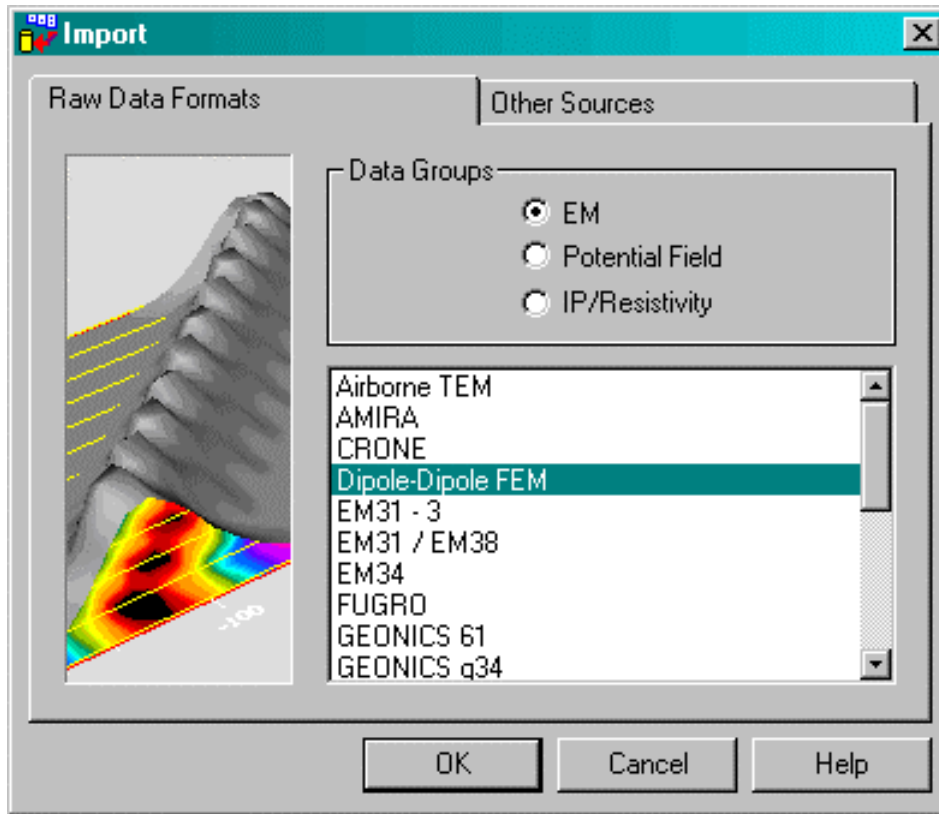 Import
Raw Data Formats
Other Sources
Data Groups
EM
Potential Field
IP/Resistivity
Airborne TEM
AMIRA
CRONE
Dipole-Dipole FEM
EM31 - 3
EM31 / EM38
EM34
FUGRO
GEONICS 61
GEONICS q34
-100
OK
Cancel
Help